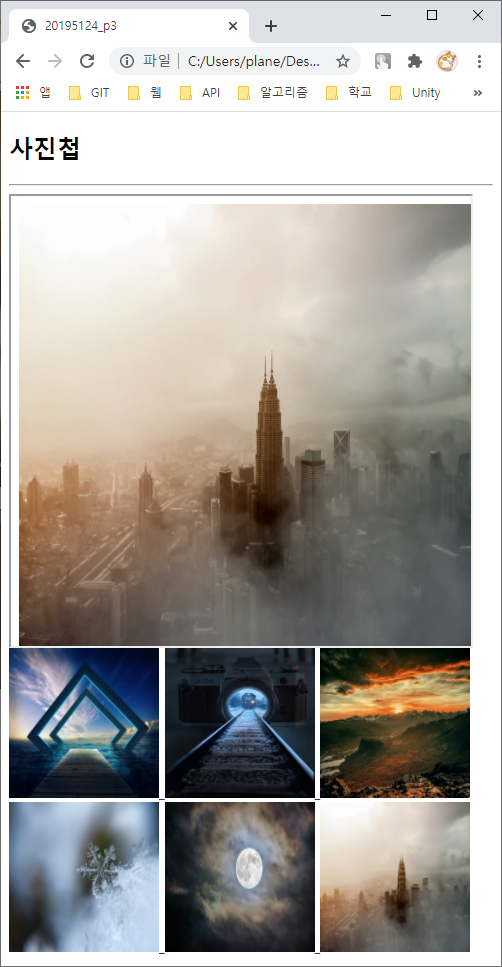 20195124_p3
파일 C:/Users/plane/Des...
앱 GIT 웹 API 알고리즘 학교 Unity »
사진첩